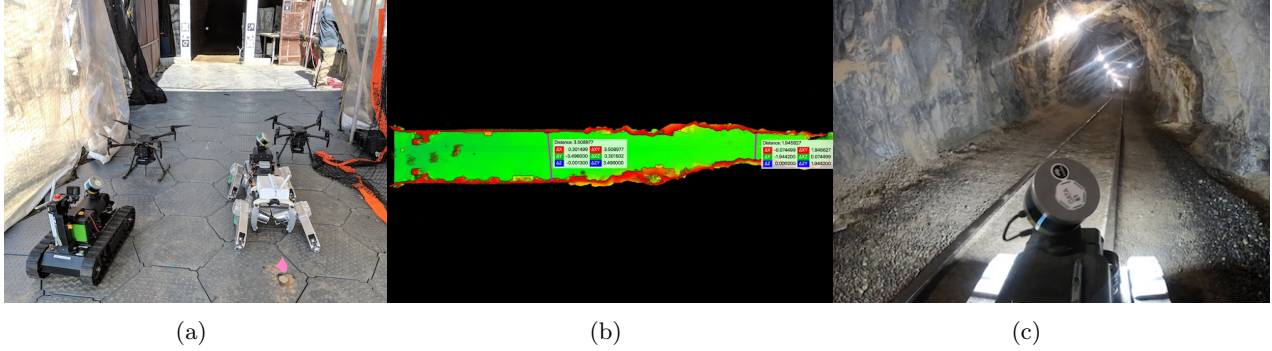 Distance: 3.508977
ΔX 0.301499 ΔXY 3.508977
ΔY -3.496000 ΔXZ 0.301502
ΔZ -0.001300 ΔZY 3.496000
Distance: 1.945627
ΔX -0.074499 ΔXY 1.945627
ΔY -1.944200 ΔXZ 0.074499
ΔZ 0.000300 ΔZY 1.944200
(a)
(b)
(c)